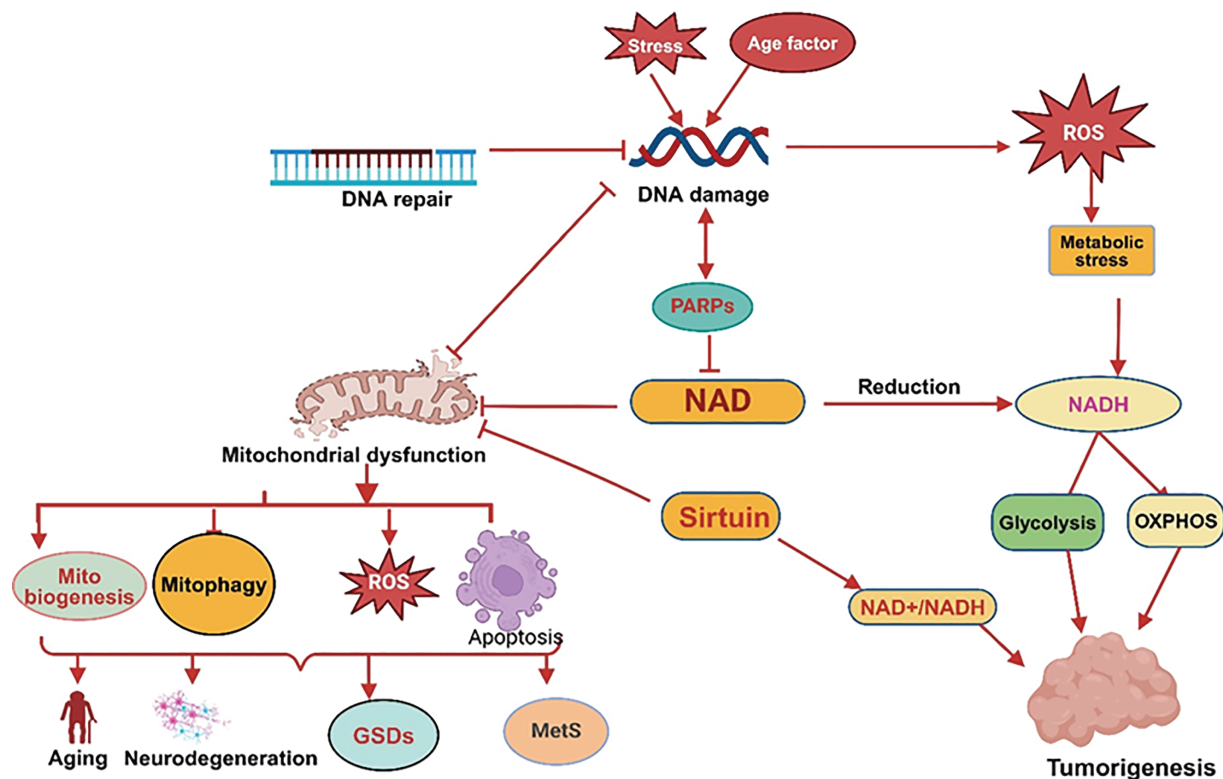 Stress
Age factor
ROS
DNA repair
DNA damage
Metabolic
stress
PARPs
NAD
Reduction
NADH
Mitochondrial dysfunction
Sirtuin
Glycolysis
OXPHOS
Mito
biogenesis
Mitophagy
ROS
Apoptosis
NAD+/NADH
Aging
Neurodegeneration
GSDs
MetS
Tumorigenesis